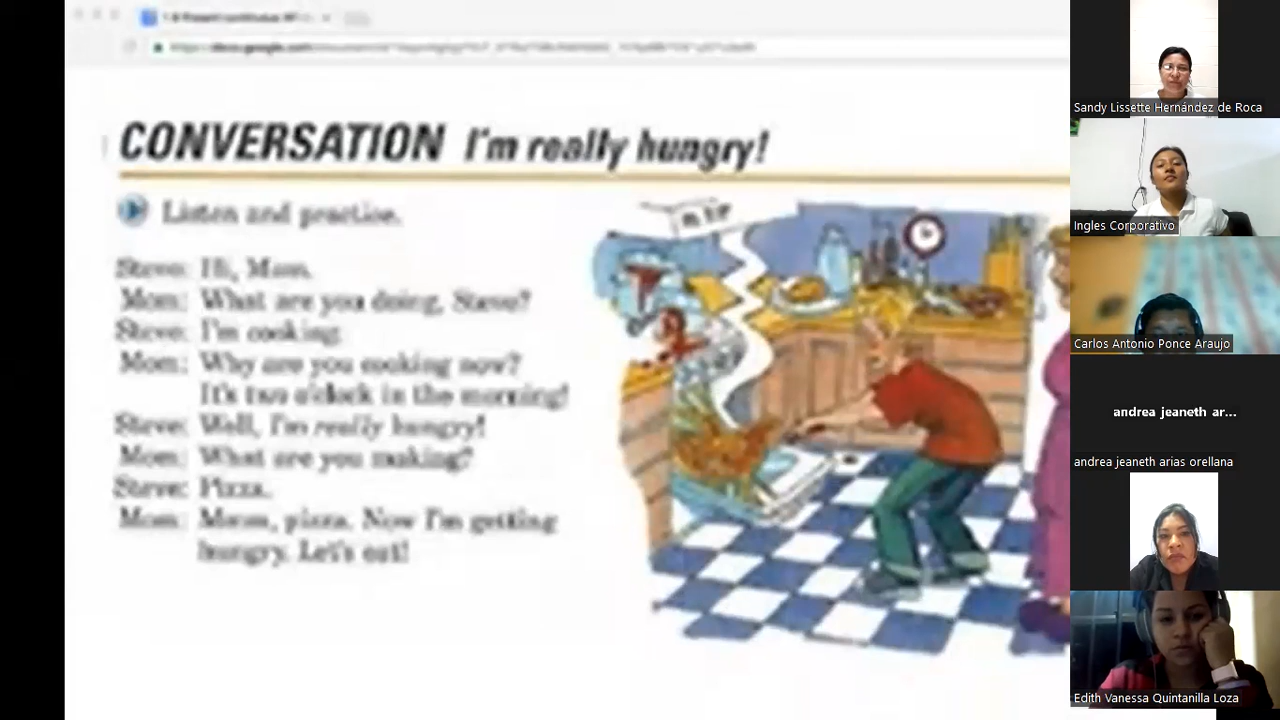 CONVERSATION I'm really hungry!
Listen and practice.
Steve: Hi, Mom.
Mom: What are you doing, Steve?
Steve: I'm cooking.
Mom: Why are you cooking now?
It's two o'clock in the morning!
Steve: Well, I'm really hungry!
Mom: What are you making?
Steve: Pizza.
Mom: Mmm, pizza. Now I'm getting
hungry. Let's eat!
Sandy Lissette Hernández de Roca
Ingles Corporativo
Carlos Antonio Ponce Araujo
andrea jeaneth ar...
andrea jeaneth arias orellana
Edith Vanessa Quintanilla Loza